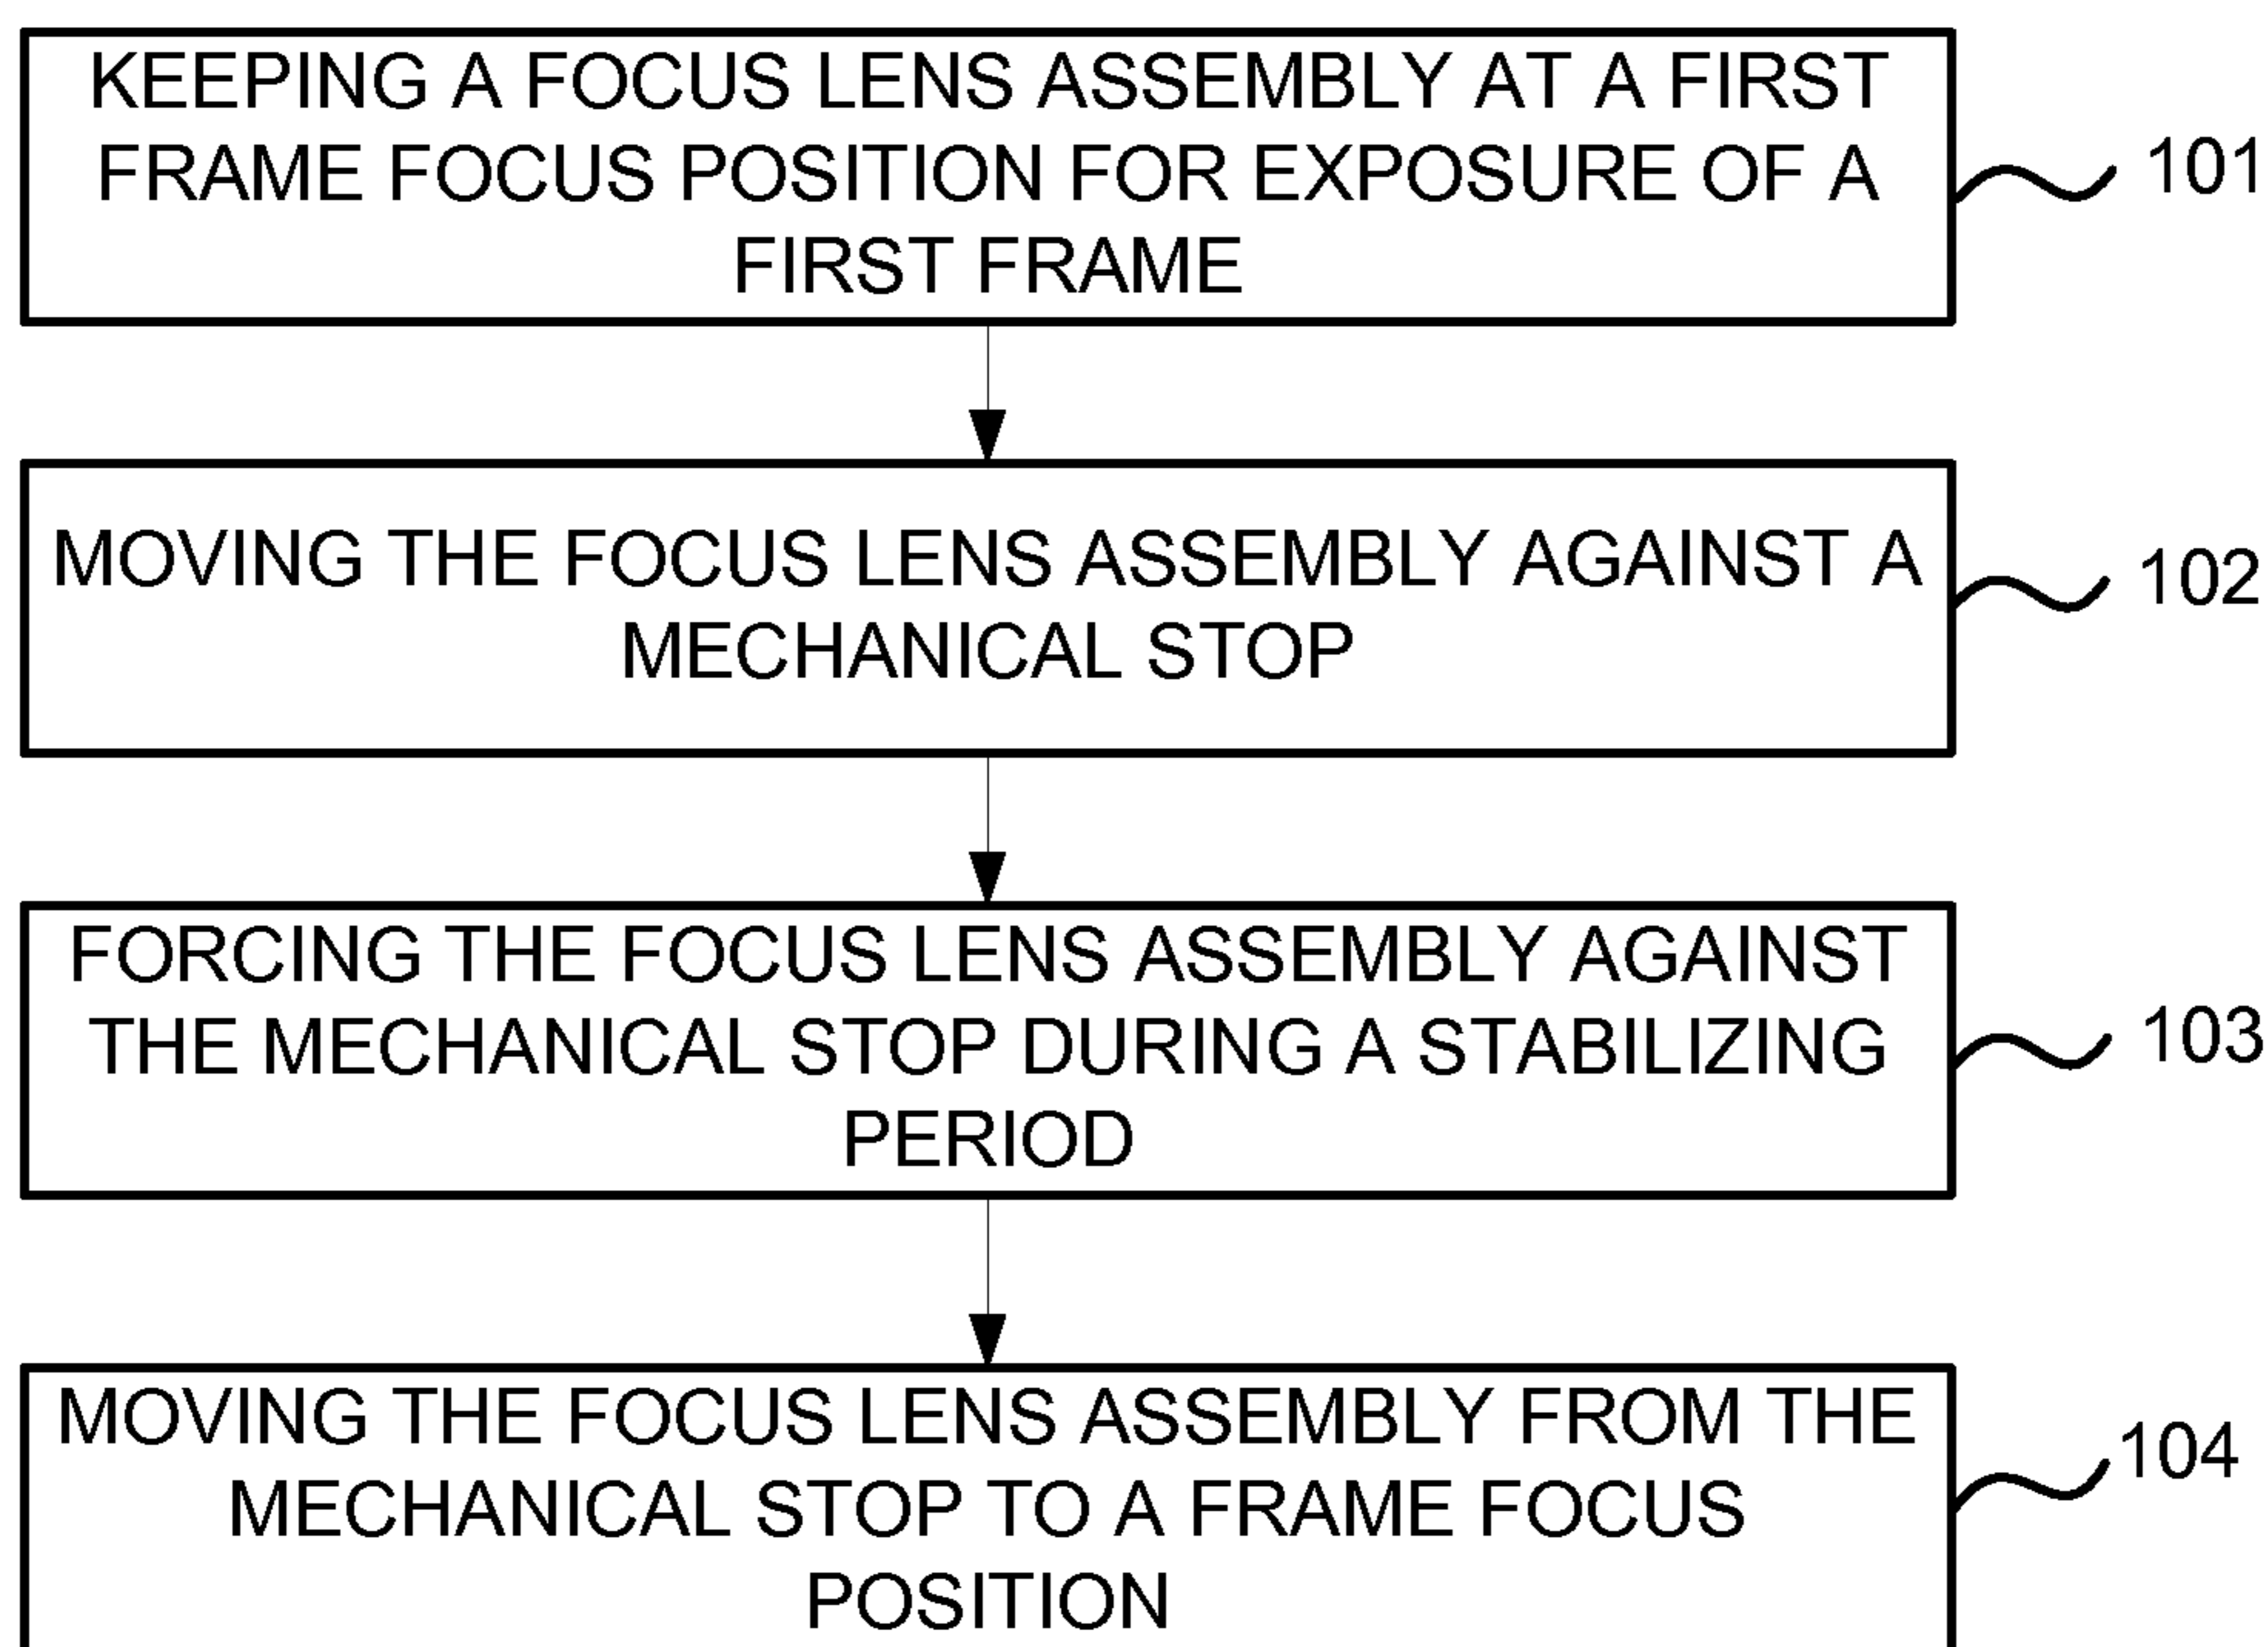 KEEPING A FOCUS LENS ASSEMBLY AT A FIRST
FRAME FOCUS POSITION FOR EXPOSURE OF A
FIRST FRAME
101
MOVING THE FOCUS LENS ASSEMBLY AGAINST A
MECHANICAL STOP
102
FORCING THE FOCUS LENS ASSEMBLY AGAINST
THE MECHANICAL STOP DURING A STABILIZING
PERIOD
103
MOVING THE FOCUS LENS ASSEMBLY FROM THE
MECHANICAL STOP TO A FRAME FOCUS
POSITION
104